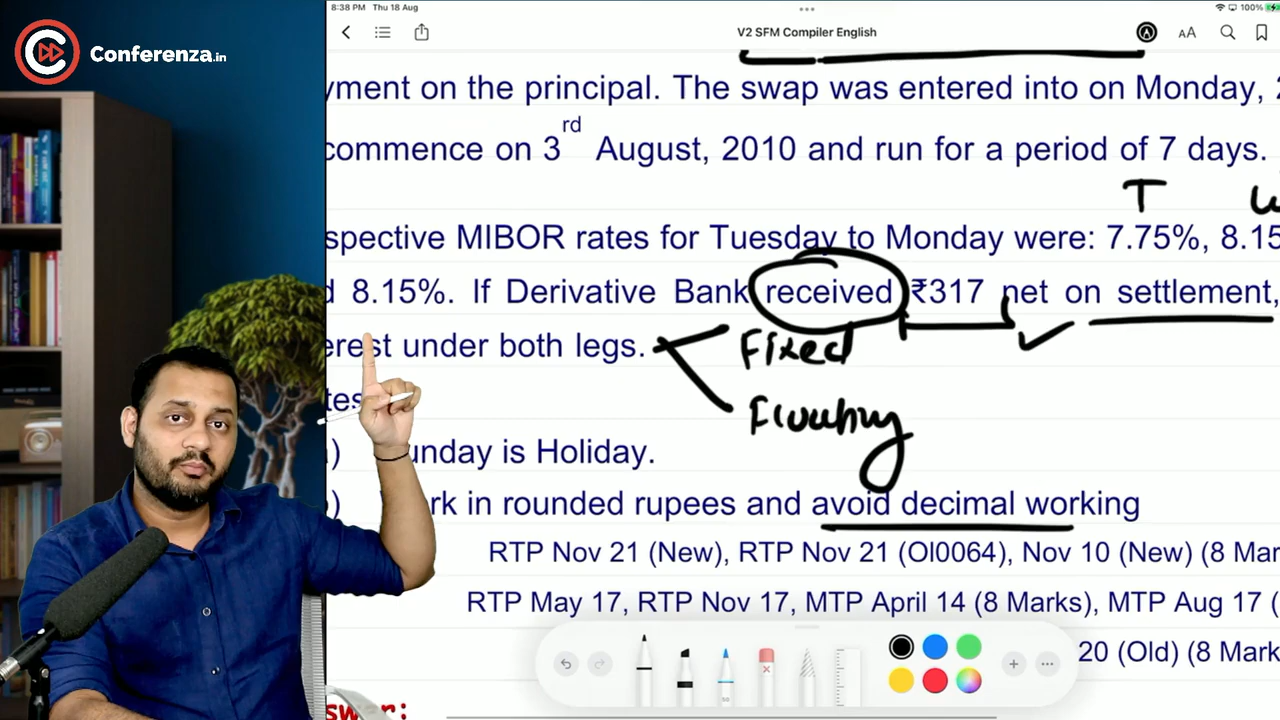 8:38 PM Thu 18 Aug
100%
Conferenza.in
V2 SFM Compiler English
AA
yment on the principal. The swap was entered into on Monday, 2
commence on 3rd August, 2010 and run for a period of 7 days.
T
spective MIBOR rates for Tuesday to Monday were: 7.75%, 8.15
d 8.15%. If Derivative Bank received ₹317 net on settlement,
erest under both legs.
Fixed
tes
Floating
unday is Holiday.
rk in rounded rupees and avoid decimal working
RTP Nov 21 (New), RTP Nov 21 (Ol0064), Nov 10 (New) (8 Mar
RTP May 17, RTP Nov 17, MTP April 14 (8 Marks), MTP Aug 17 (
20 (Old) (8 Mark
swer: